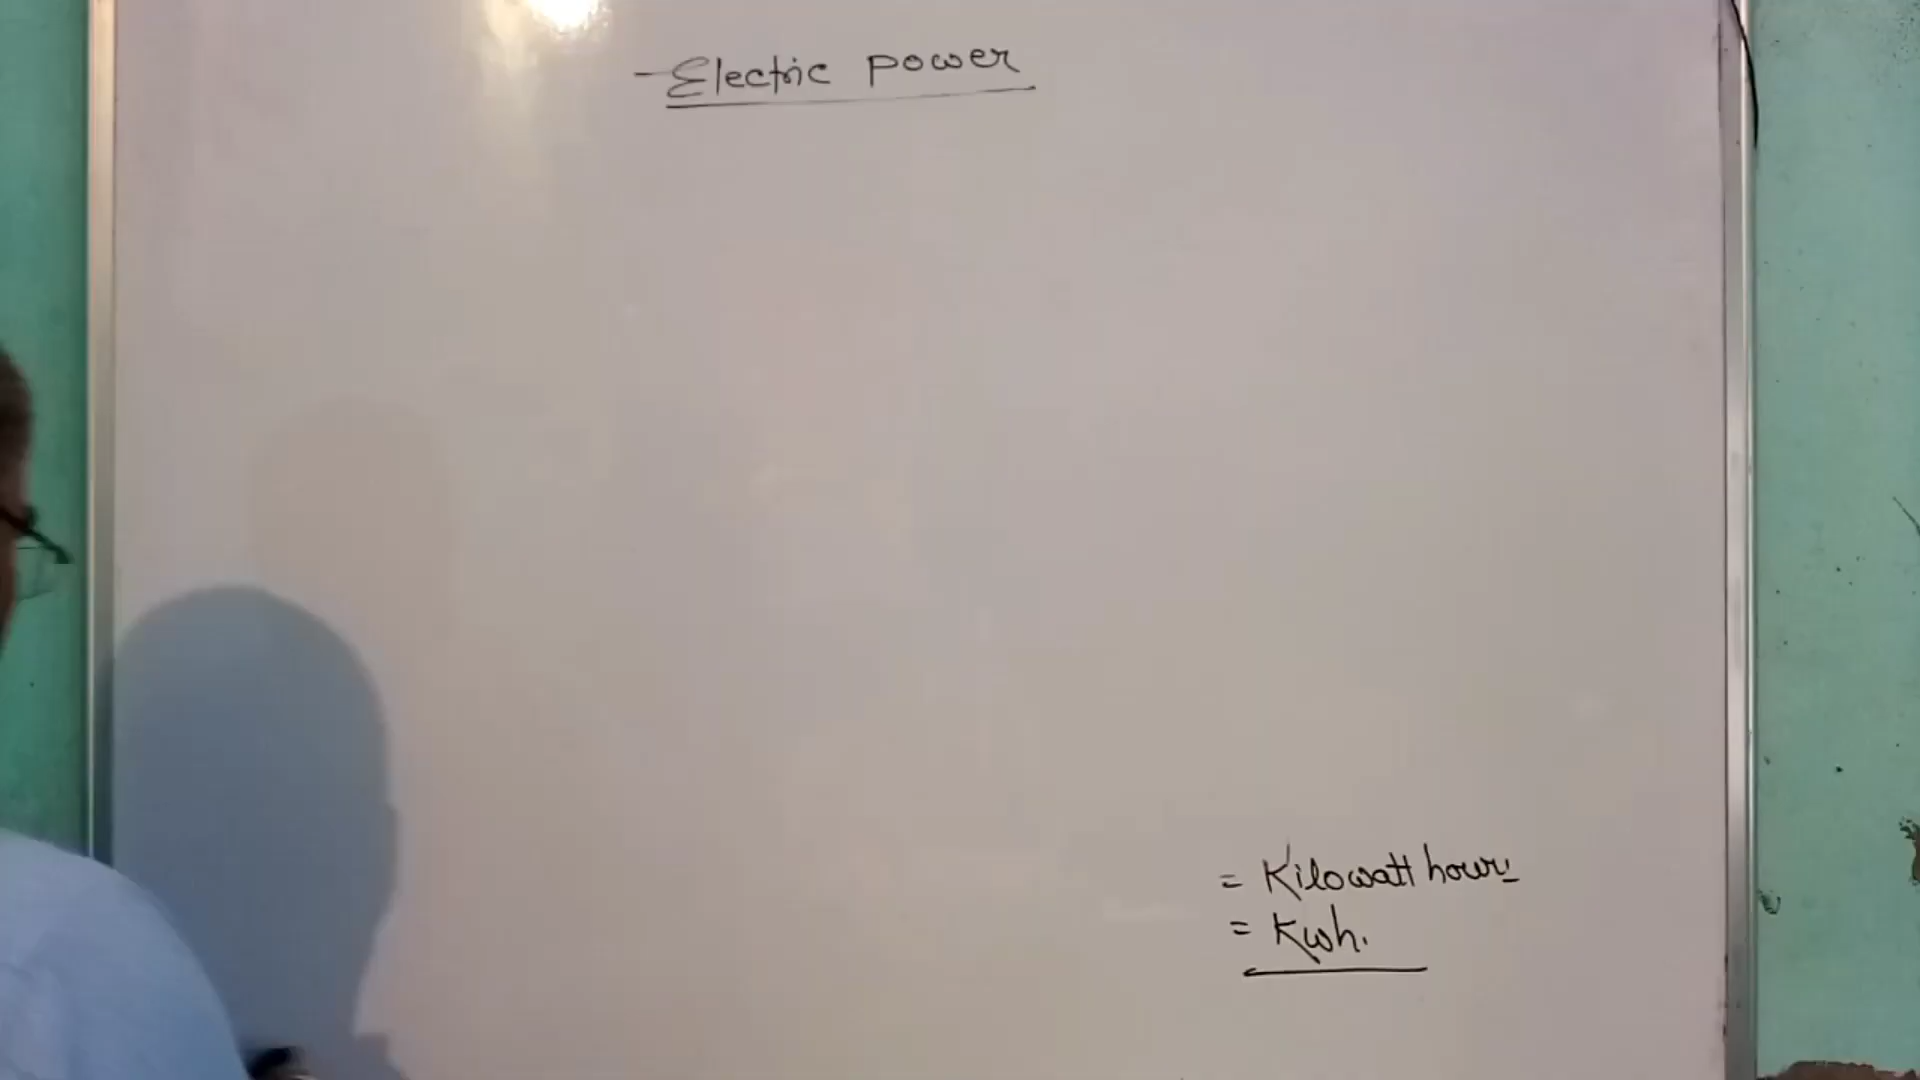 Electric power
= Kilowatt hour
= Kwh.